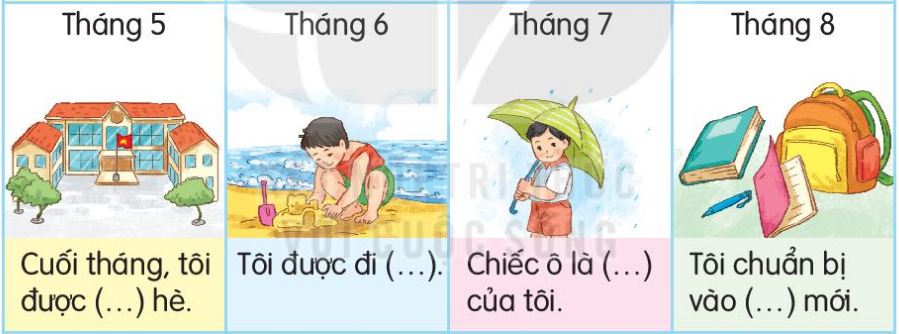 Tháng 5
Tháng 6
Tháng 7
Tháng 8
Cuối tháng, tôi
được (...) hè.
Tôi được đi (...).
Chiếc ô là (...)
của tôi.
Tôi chuẩn bị
vào (...) mới.